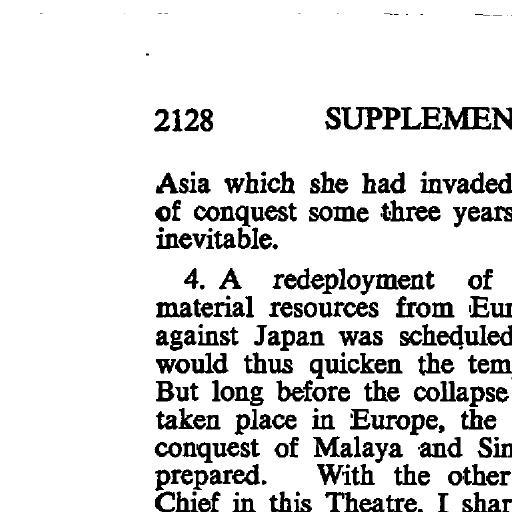 2128 SUPPLEMEN
Asia which she had invaded
of conquest some three years
inevitable.
4. A redeployment of
material resources from Eur
against Japan was scheduled
would thus quicken the tem
But long before the collapse
taken place in Europe, the
conquest of Malaya and Sin
prepared. With the other
Chief in this Theatre, I shar